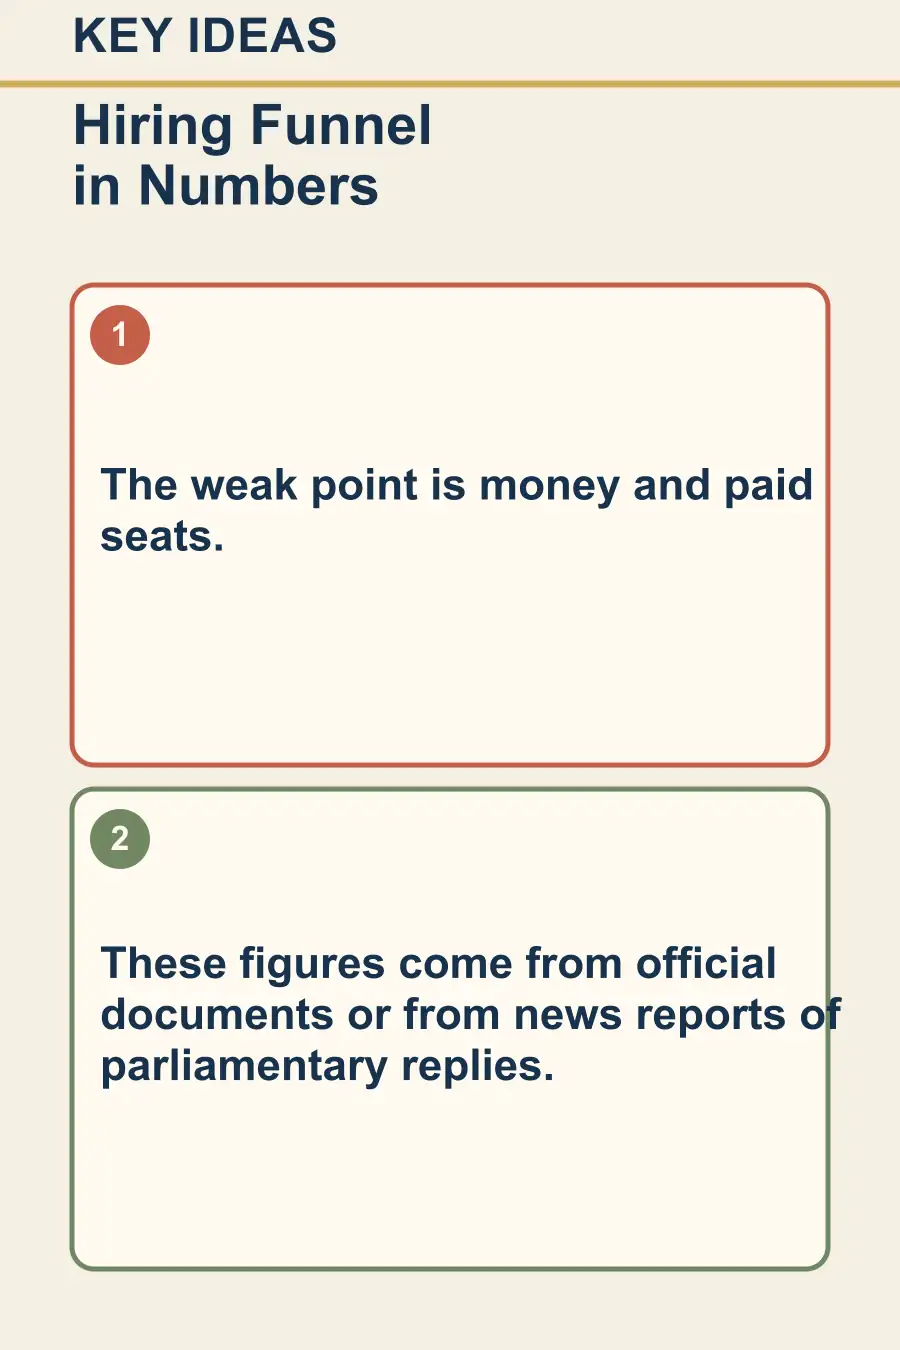 KEY IDEAS
Hiring Funnel
in Numbers
1
The weak point is money and paid
seats.
2
These figures come from official
documents or from news reports of
parliamentary replies.